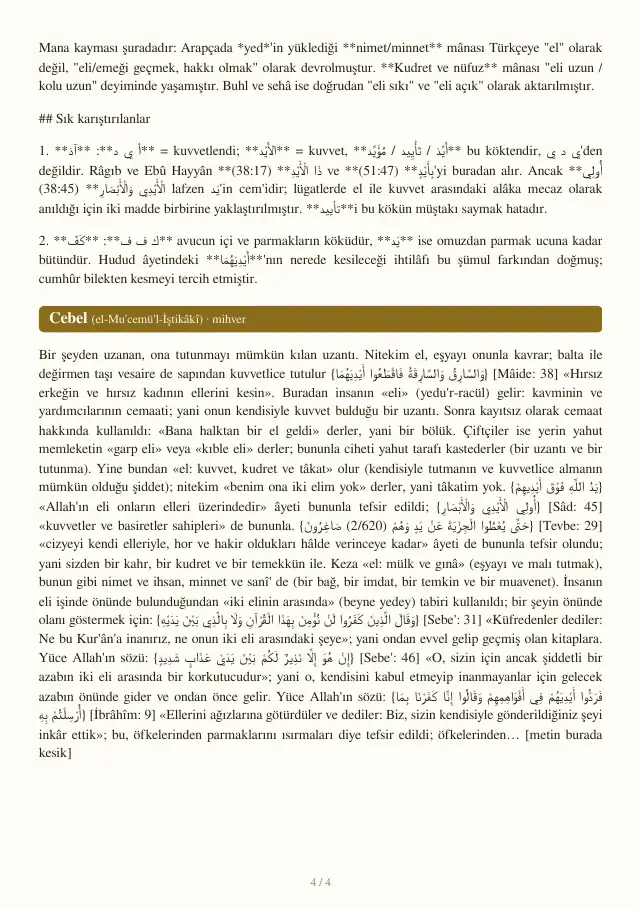 Mana kayması şuradadır: Arapçada *yed*'in yüklediği **nimet/minnet** mânası Türkçeye "el" olarak
değil, "eli/emeği geçmek, hakkı olmak" olarak devrolmuştur. **Kudret ve nüfuz** mânası "eli uzun /
kolu uzun" deyiminde yaşamıştır. Buhl ve sehâ ise doğrudan "eli sıkı" ve "eli açık" olarak aktarılmıştır.
## Sık karıştırılanlar
1. **أ ي د**: **آدَ** = kuvvetlendi; **الْأَيْد** = kuvvet, **أَيَّدَ / تأييد / مُؤَيَّد** bu köktendir, ي د ي'den
değildir. Râgıb ve Ebû Hayyân **ذَا الْأَيْدِ** (38:17) ve **بِأَيْدٍ** (51:47)'yi buradan alır. Ancak **أُولِي
الْأَيْدِي وَالْأَبْصَارِ** (38:45) lafzen يَد'in cem'idir; lügatlerde el ile kuvvet arasındaki alâka mecaz olarak
anıldığı için iki madde birbirine yaklaştırılmıştır. **تأييد**i bu kökün müştakı saymak hatadır.
2. **ك ف ف**: **كَفّ** avucun içi ve parmakların köküdür, **يَد** ise omuzdan parmak ucuna kadar
bütündür. Hudud âyetindeki **أَيْدِيَهُمَا**'nın nerede kesileceği ihtilâfı bu şümul farkından doğmuş;
cumhûr bilekten kesmeyi tercih etmiştir.
Cebel (el-Mu'cemü'l-İştikâkî) · mihver
Bir şeyden uzanan, ona tutunmayı mümkün kılan uzantı. Nitekim el, eşyayı onunla kavrar; balta ile
değirmen taşı vesaire de sapından kuvvetlice tutulur {وَالسَّارِقُ وَالسَّارِقَةُ فَاقْطَعُوا أَيْدِيَهُمَا} [Mâide: 38] «Hırsız
erkeğin ve hırsız kadının ellerini kesin». Buradan insanın «eli» (yedu'r-racül) gelir: kavminin ve
yardımcılarının cemaati; yani onun kendisiyle kuvvet bulduğu bir uzantı. Sonra kayıtsız olarak cemaat
hakkında kullanıldı: «Bana halktan bir el geldi» derler, yani bir bölük. Çiftçiler ise yerin yahut
memleketin «garp eli» veya «kıble eli» derler; bununla ciheti yahut tarafı kastederler (bir uzantı ve bir
tutunma). Yine bundan «el: kuvvet, kudret ve tâkat» olur (kendisiyle tutmanın ve kuvvetlice almanın
mümkün olduğu şiddet); nitekim «benim ona iki elim yok» derler, yani tâkatim yok. {يَدُ اللَّهِ فَوْقَ أَيْدِيهِمْ}
«Allah'ın eli onların elleri üzerindedir» âyeti bununla tefsir edildi; {أُولِي الْأَيْدِي وَالْأَبْصَارِ} [Sâd: 45]
«kuvvetler ve basiretler sahipleri» de bununla. {حَتَّى يُعْطُوا الْجِزْيَةَ عَنْ يَدٍ وَهُمْ (2/620) صَاغِرُونَ} [Tevbe: 29]
«cizyeyi kendi elleriyle, hor ve hakir oldukları hâlde verinceye kadar» âyeti de bununla tefsir olundu;
yani sizden bir kahr, bir kudret ve bir temekkün ile. Keza «el: mülk ve gınâ» (eşyayı ve malı tutmak),
bunun gibi nimet ve ihsan, minnet ve sanî' de (bir bağ, bir imdat, bir temkin ve bir muavenet). İnsanın
eli işinde önünde bulunduğundan «iki elinin arasında» (beyne yedey) tabiri kullanıldı; bir şeyin önünde
olanı göstermek için: {وَقَالَ الَّذِينَ كَفَرُوا لَنْ نُؤْمِنَ بِهَذَا الْقُرْآنِ وَلَا بِالَّذِي بَيْنَ يَدَيْهِ} [Sebe': 31] «Küfredenler dediler:
Ne bu Kur'ân'a inanırız, ne onun iki eli arasındaki şeye»; yani ondan evvel gelip geçmiş olan kitaplara.
Yüce Allah'ın sözü: {إِنْ هُوَ إِلَّا نَذِيرٌ لَكُمْ بَيْنَ يَدَيْ عَذَابٍ شَدِيدٍ} [Sebe': 46] «O, sizin için ancak şiddetli bir
azabın iki eli arasında bir korkutucudur»; yani o, kendisini kabul etmeyip inanmayanlar için gelecek
azabın önünde gider ve ondan önce gelir. Yüce Allah'ın sözü: {فَرَدُّوا أَيْدِيَهُمْ فِي أَفْوَاهِهِمْ وَقَالُوا إِنَّا كَفَرْنَا بِمَا
أُرْسِلْتُمْ بِهِ} [İbrâhîm: 9] «Ellerini ağızlarına götürdüler ve dediler: Biz, sizin kendisiyle gönderildiğiniz şeyi
inkâr ettik»; bu, öfkelerinden parmaklarını ısırmaları diye tefsir edildi; öfkelerinden… [metin burada
kesik]
4 / 4